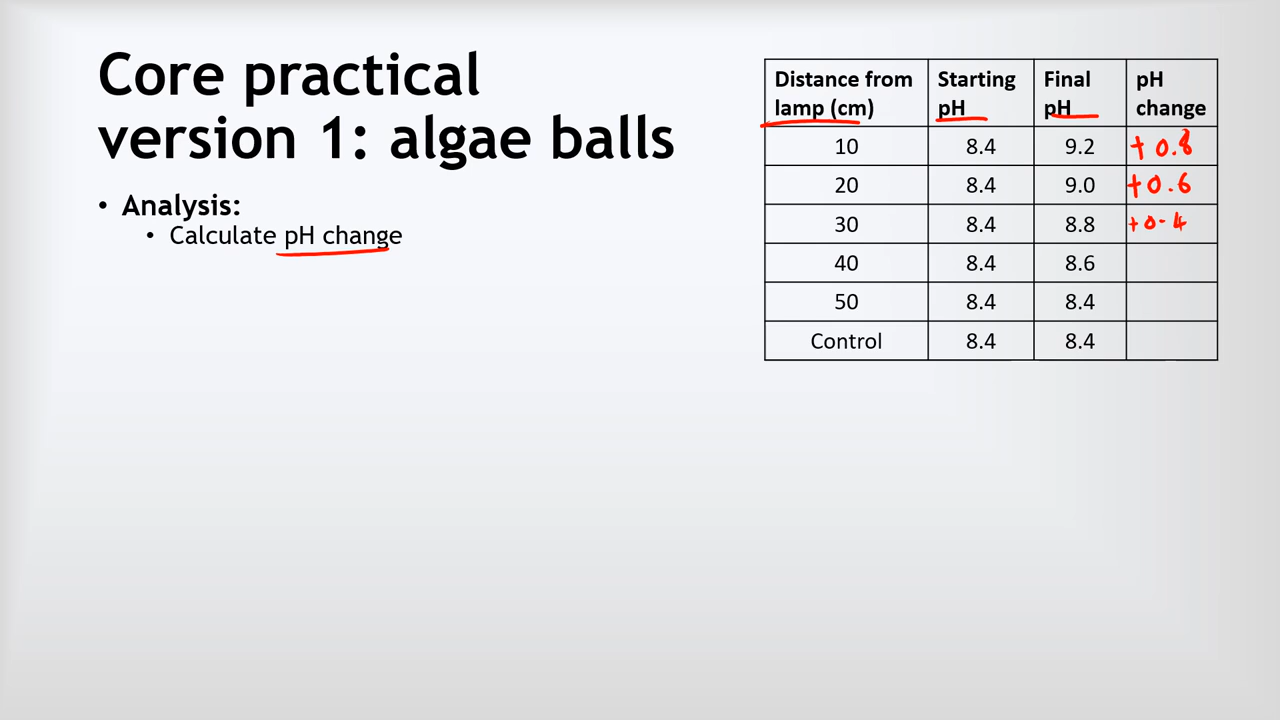 Core practical
version 1: algae balls
• Analysis:
• Calculate pH change
Distance from lamp (cm) Starting pH Final pH pH change
10 8.4 9.2 +0.8
20 8.4 9.0 +0.6
30 8.4 8.8 +0.4
40 8.4 8.6
50 8.4 8.4
Control 8.4 8.4